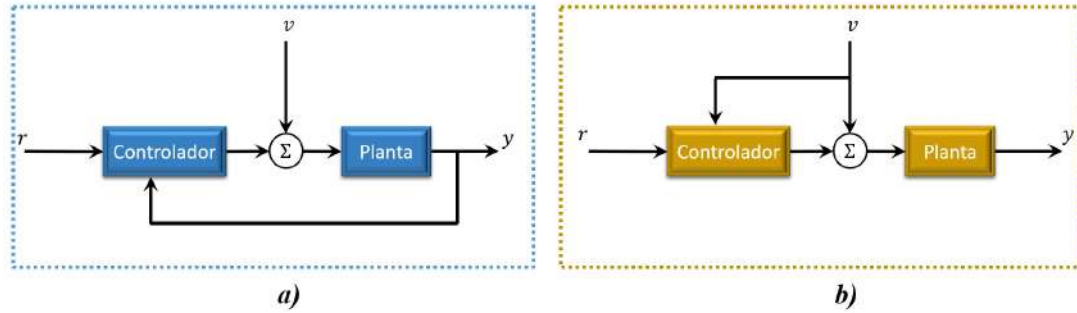 v
r
Controlador
Σ
Planta
y
a)
v
r
Controlador
Σ
Planta
y
b)